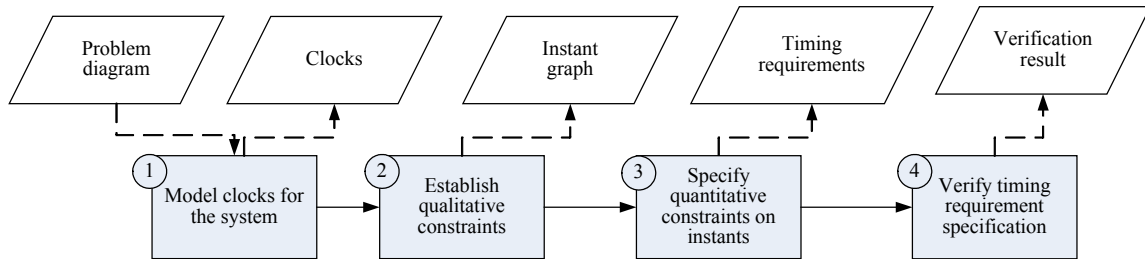 Problem
diagram
Clocks
Instant
graph
Timing
requirements
Verification
result
1
Model clocks for
the system
2
Establish
qualitative
constraints
3
Specify
quantitative
constraints on
instants
4
Verify timing
requirement
specification